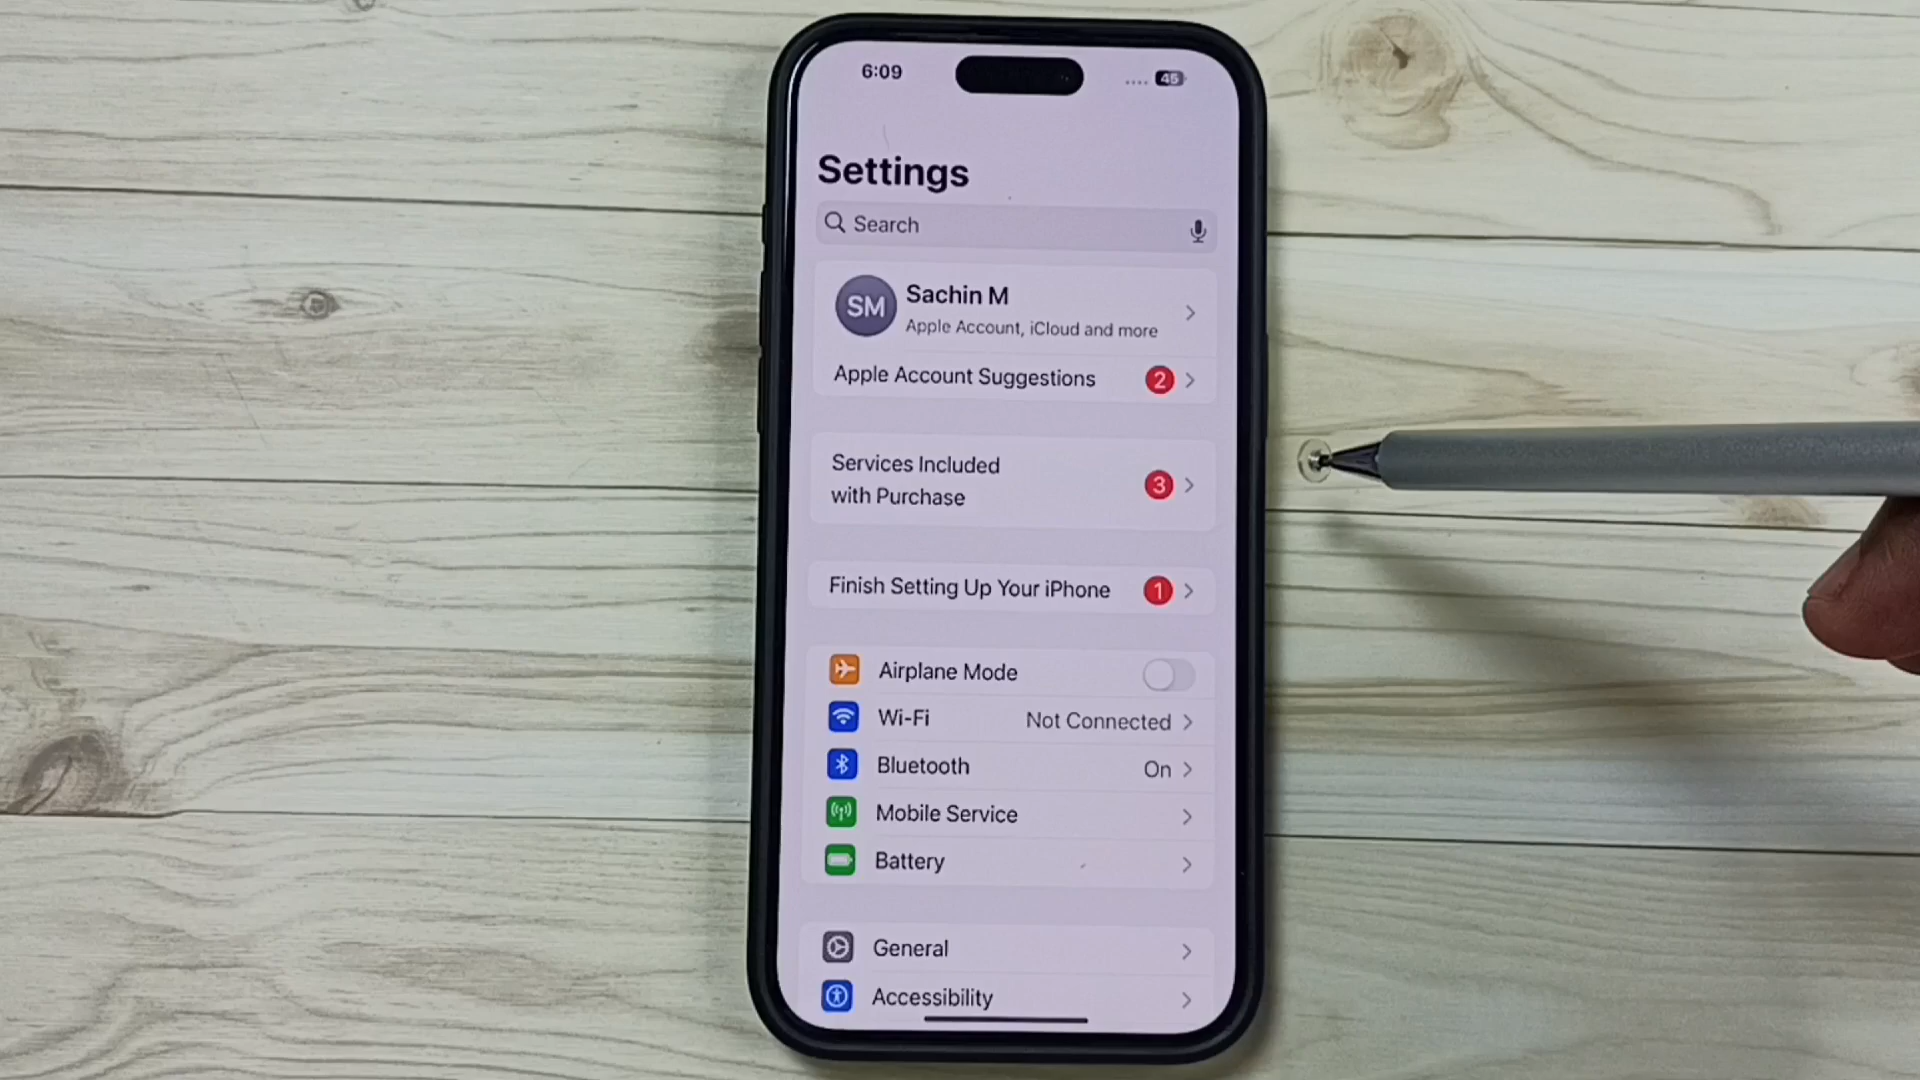 6:09
45
Settings
Search
SM
Sachin M
Apple Account, iCloud and more
Apple Account Suggestions 2
Services Included
with Purchase
3
Finish Setting Up Your iPhone 1
Airplane Mode
Wi-Fi Not Connected
Bluetooth On
Mobile Service
Battery
General
Accessibility